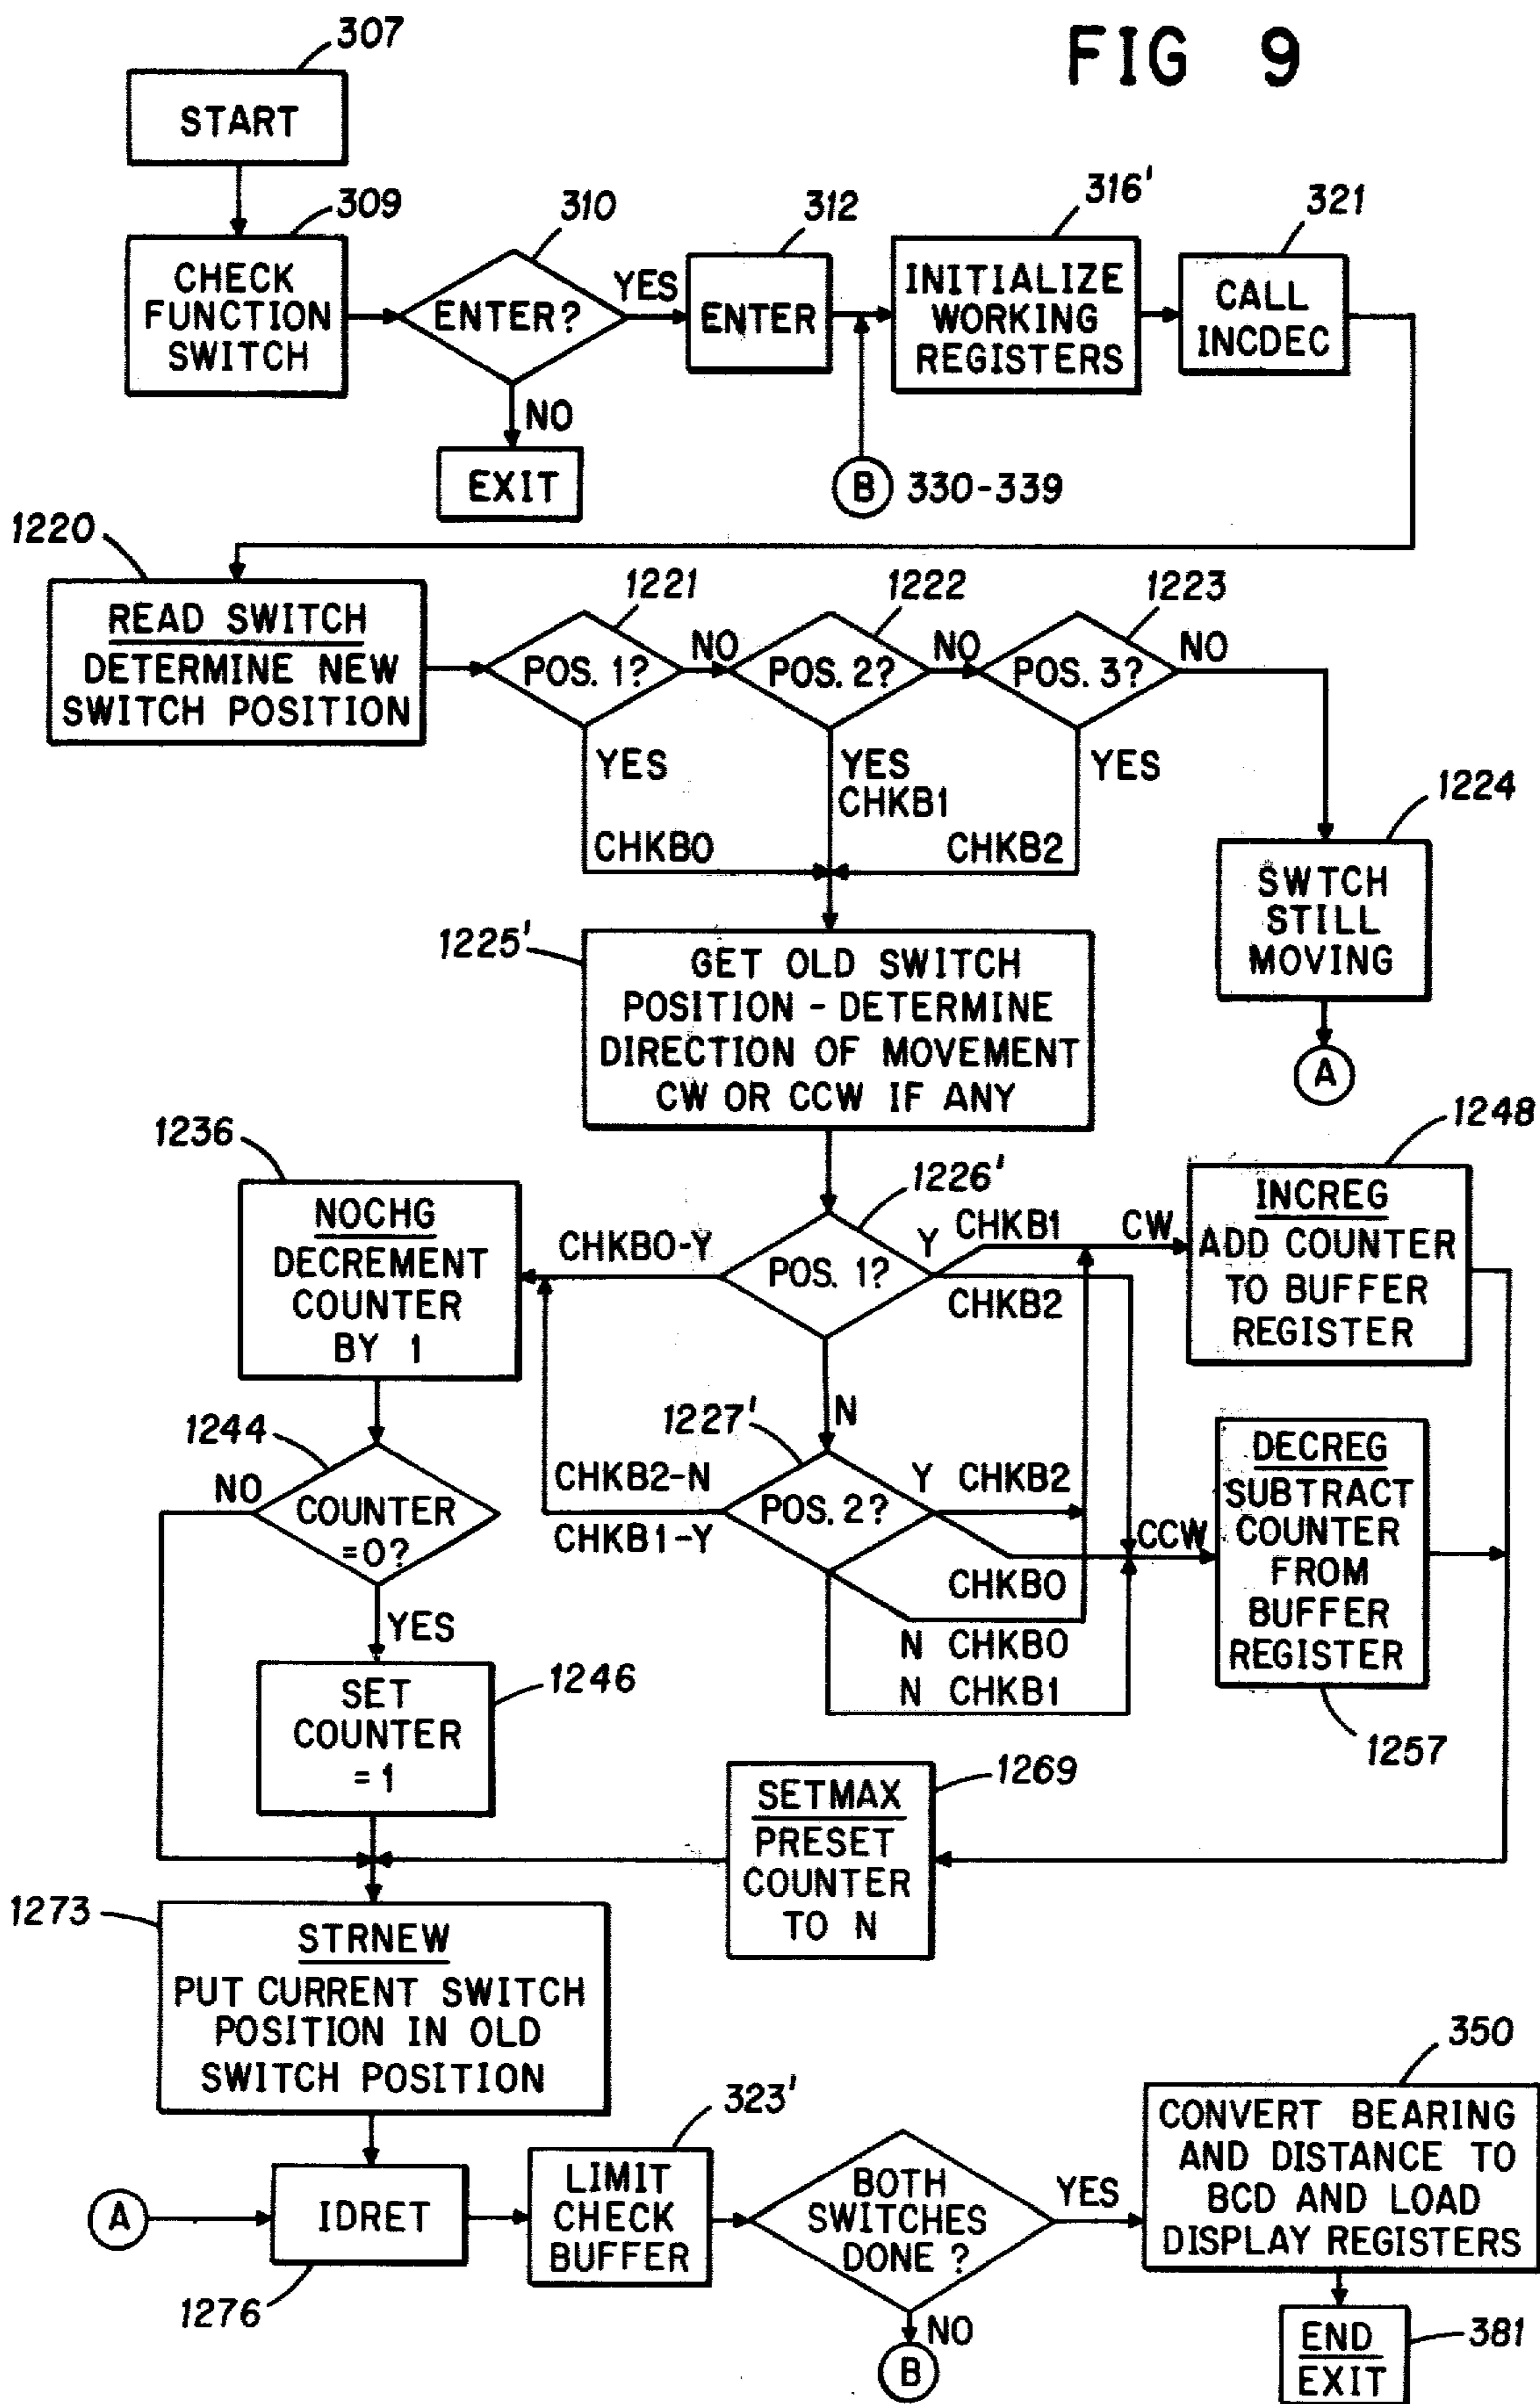 FIG 9
307
START
309
CHECK
FUNCTION
SWITCH
310
ENTER?
YES
NO
EXIT
312
ENTER
B 330-339
316'
INITIALIZE
WORKING
REGISTERS
321
CALL
INCDEC
1220
READ SWITCH
DETERMINE NEW
SWITCH POSITION
1221
POS. 1?
NO
YES
CHKB0
1222
POS. 2?
NO
YES
CHKB1
1223
POS. 3?
NO
YES
CHKB2
1224
SWTCH
STILL
MOVING
A
1225'
GET OLD SWITCH
POSITION - DETERMINE
DIRECTION OF MOVEMENT
CW OR CCW IF ANY
1226'
POS. 1?
CHKB0-Y
Y CHKB1 CW
CHKB2
N
1236
NOCHG
DECREMENT
COUNTER
BY 1
1248
INCREG
ADD COUNTER
TO BUFFER
REGISTER
1227'
POS. 2?
CHKB2-N
CHKB1-Y
Y CHKB2
CHKB0
CCW
N CHKB0
N CHKB1
1244
COUNTER
=0?
NO
YES
1257
DECREG
SUBTRACT
COUNTER
FROM
BUFFER
REGISTER
1246
SET
COUNTER
=1
1269
SETMAX
PRESET
COUNTER
TO N
1273
STRNEW
PUT CURRENT SWITCH
POSITION IN OLD
SWITCH POSITION
A
IDRET
1276
323'
LIMIT
CHECK
BUFFER
BOTH
SWITCHES
DONE ?
YES
NO
B
350
CONVERT BEARING
AND DISTANCE TO
BCD AND LOAD
DISPLAY REGISTERS
END
EXIT
381